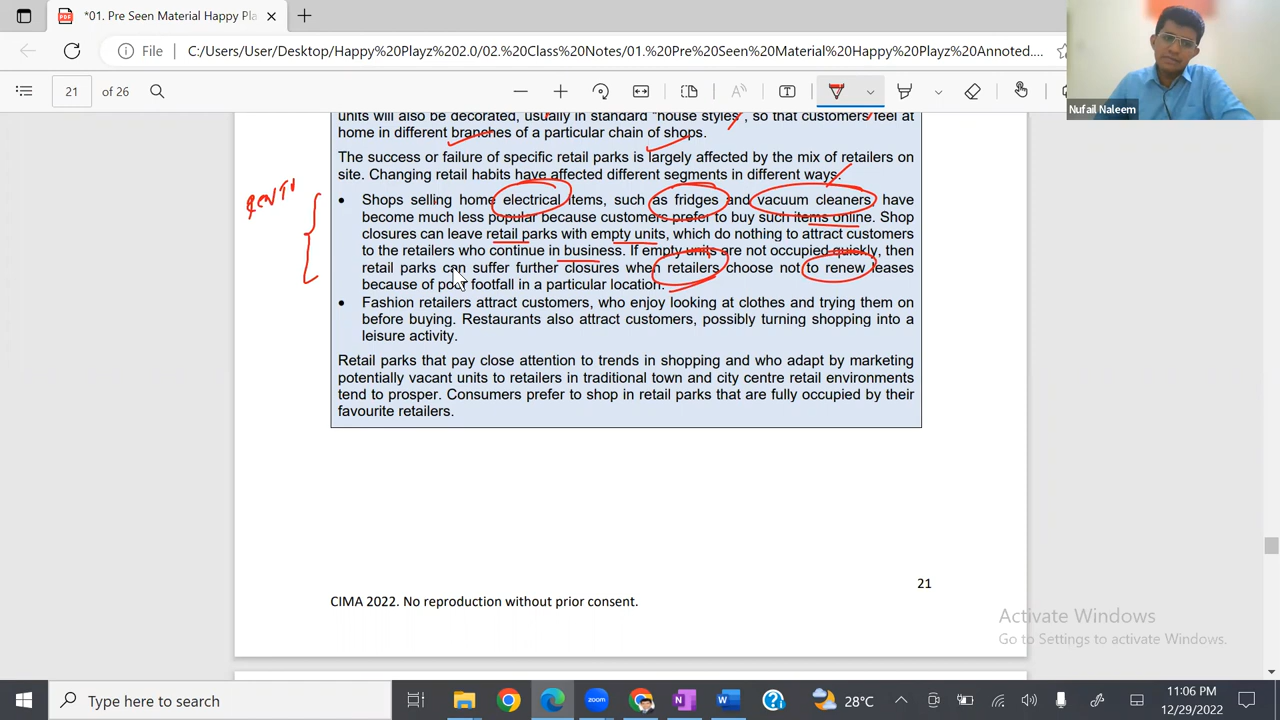 *01. Pre Seen Material Happy Pla
File
C:/Users/User/Desktop/Happy%20Playz%202.0/02.%20Class%20Notes/01.%20Pre%20Seen%20Material%20Happy%20Playz%20Annoted....
21 of 26
Nufail Naleem
units will also be decorated, usually in standard "house styles", so that customers feel at
home in different branches of a particular chain of shops.
The success or failure of specific retail parks is largely affected by the mix of retailers on
site. Changing retail habits have affected different segments in different ways:
• Shops selling home electrical items, such as fridges and vacuum cleaners, have
become much less popular because customers prefer to buy such items online. Shop
closures can leave retail parks with empty units, which do nothing to attract customers
to the retailers who continue in business. If empty units are not occupied quickly, then
retail parks can suffer further closures when retailers choose not to renew leases
because of poor footfall in a particular location.
• Fashion retailers attract customers, who enjoy looking at clothes and trying them on
before buying. Restaurants also attract customers, possibly turning shopping into a
leisure activity.
Retail parks that pay close attention to trends in shopping and who adapt by marketing
potentially vacant units to retailers in traditional town and city centre retail environments
tend to prosper. Consumers prefer to shop in retail parks that are fully occupied by their
favourite retailers.
21
CIMA 2022. No reproduction without prior consent.
Activate Windows
Go to Settings to activate Windows.
Type here to search
28°C
11:06 PM
12/29/2022